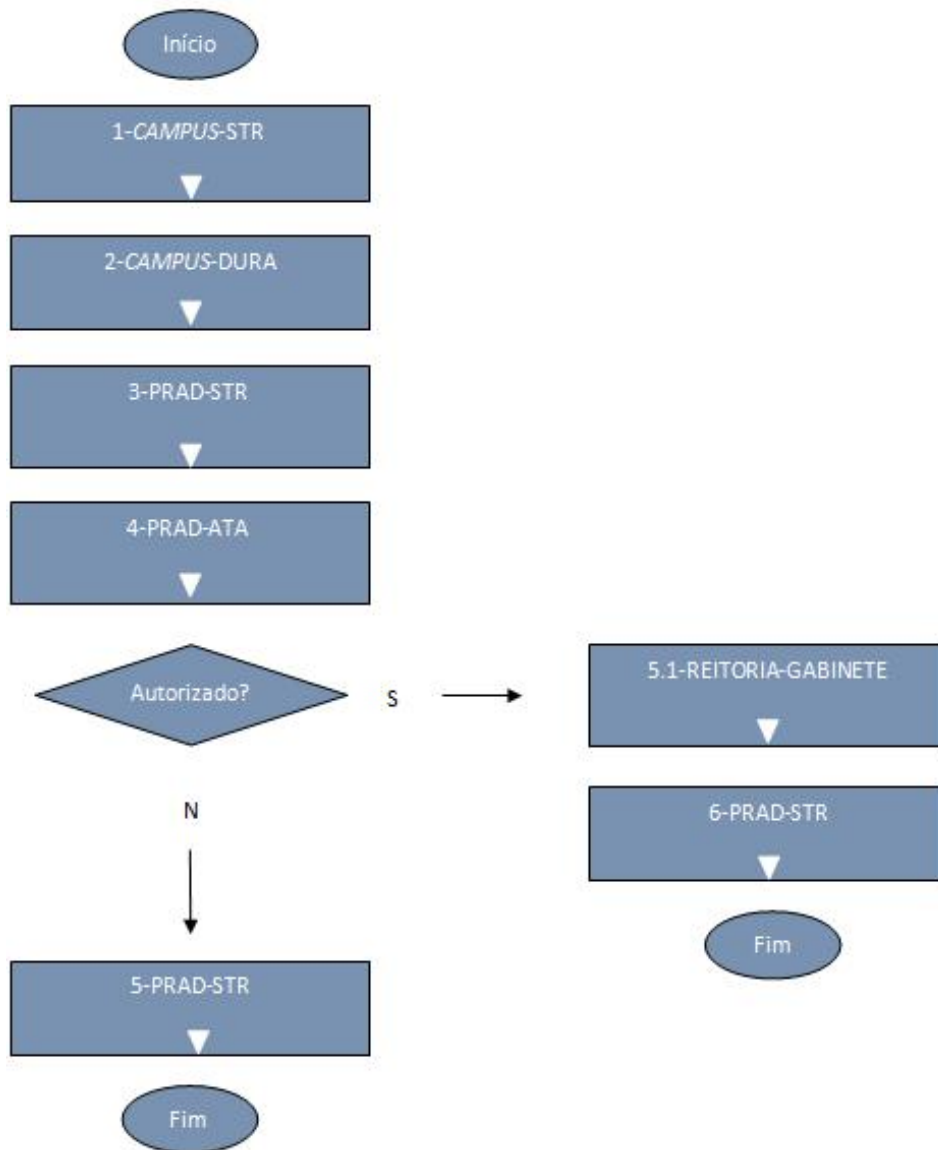 Início
1-CAMPUS-STR
2-CAMPUS-DURA
3-PRAD-STR
4-PRAD-ATA
Autorizado?
S
5.1-REITORIA-GABINETE
6-PRAD-STR
Fim
N
5-PRAD-STR
Fim